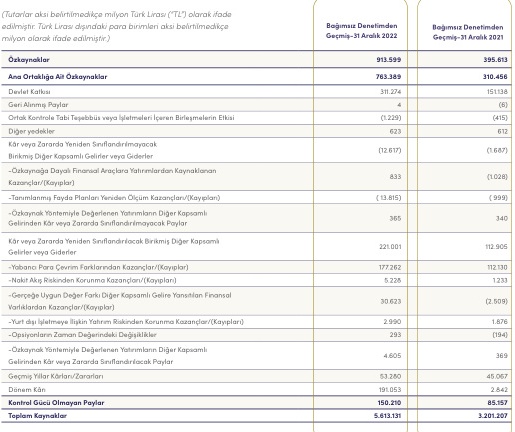 (Tutarlar aksi belirtilmedikçe milyon Türk Lirası ("TL") olarak ifade
edilmiştir. Türk Lirası dışındaki para birimleri aksi belirtilmedikçe
milyon olarak ifade edilmiştir.)
Bağımsız Denetimden Geçmiş-31 Aralık 2022
Bağımsız Denetimden Geçmiş-31 Aralık 2021
Özkaynaklar 913.599 395.613
Ana Ortaklığa Ait Özkaynaklar 763.389 310.456
Devlet Katkısı 311.274 151.138
Geri Alınmış Paylar 4 (6)
Ortak Kontrole Tabi Teşebbüs veya İşletmeleri İçeren Birleşmelerin Etkisi (1.229) (415)
Diğer yedekler 623 612
Kâr veya Zararda Yeniden Sınıflandırılmayacak
Birikmiş Diğer Kapsamlı Gelirler veya Giderler (12.617) (1.687)
-Özkaynağa Dayalı Finansal Araçlara Yatırımlardan Kaynaklanan
Kazançlar/(Kayıplar) 833 (1.028)
-Tanımlanmış Fayda Planları Yeniden Ölçüm Kazançları/(Kayıpları) ( 13.815) ( 999)
-Özkaynak Yöntemiyle Değerlenen Yatırımların Diğer Kapsamlı
Gelirinden Kâr veya Zararda Sınıflandırılmayacak Paylar 365 340
Kâr veya Zararda Yeniden Sınıflandırılacak Birikmiş Diğer Kapsamlı
Gelirler veya Giderler 221.001 112.905
-Yabancı Para Çevrim Farklarından Kazançlar/(Kayıplar) 177.262 112.130
-Nakit Akış Riskinden Korunma Kazançları/(Kayıpları) 5.228 1.233
-Gerçeğe Uygun Değer Farkı Diğer Kapsamlı Gelire Yansıtılan Finansal
Varlıklardan Kazançlar/(Kayıplar) 30.623 (2.509)
-Yurt dışı İşletmeye İlişkin Yatırım Riskinden Korunma Kazançları/(Kayıpları) 2.990 1.876
-Opsiyonların Zaman Değerindeki Değişiklikler 293 (194)
-Özkaynak Yöntemiyle Değerlenen Yatırımların Diğer Kapsamlı
Gelirinden Kâr veya Zararda Sınıflandırılacak Paylar 4.605 369
Geçmiş Yıllar Kârları/Zararları 53.280 45.067
Dönem Kârı 191.053 2.842
Kontrol Gücü Olmayan Paylar 150.210 85.157
Toplam Kaynaklar 5.613.131 3.201.207